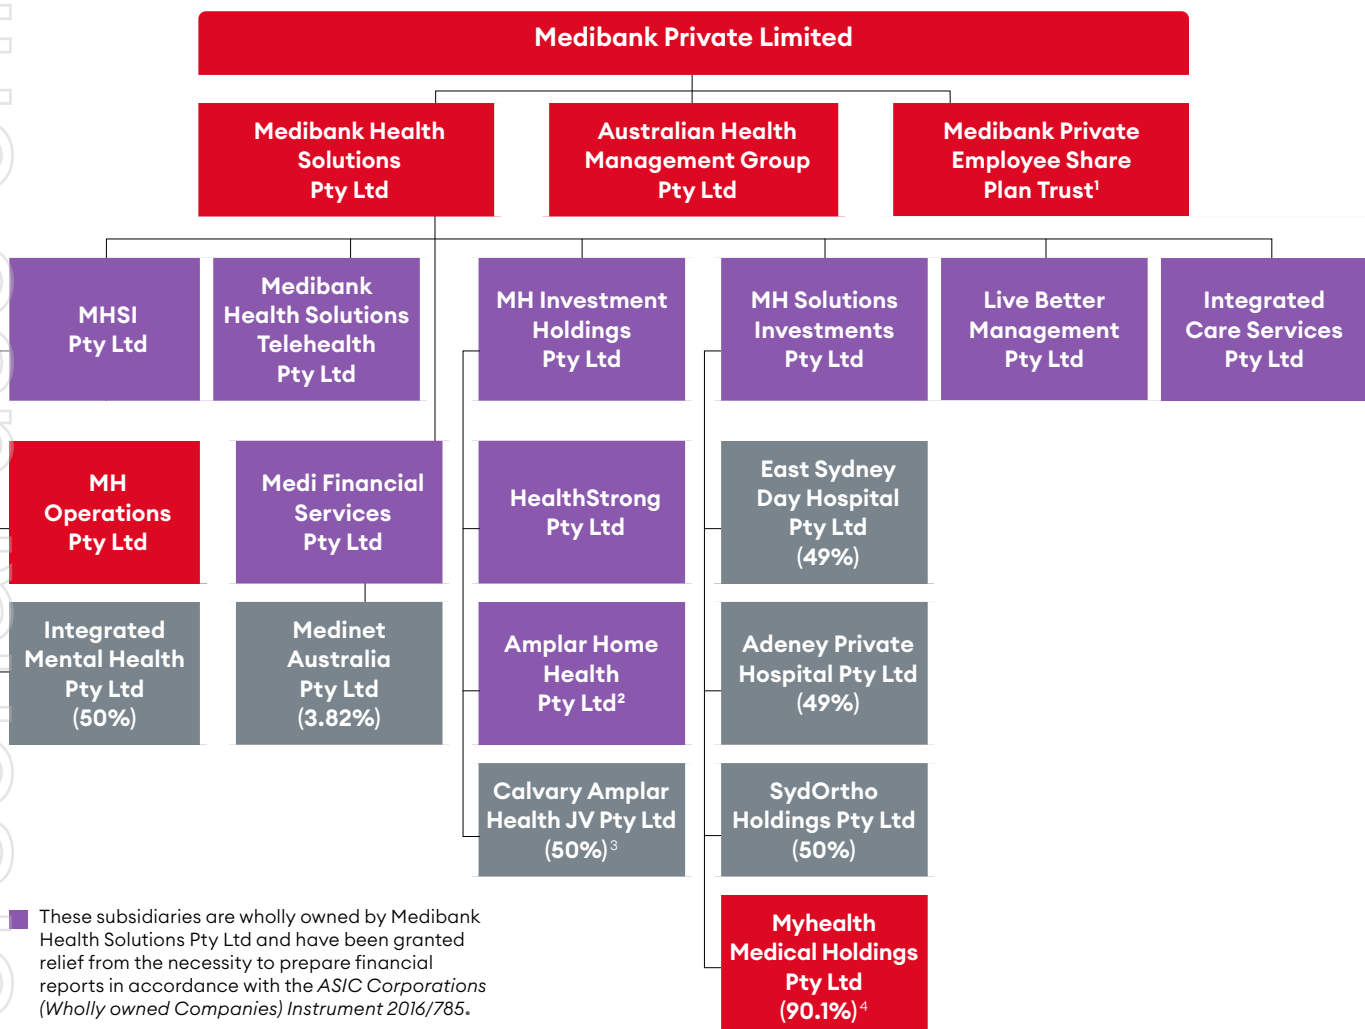 Medibank Private Limited
Medibank Health
Solutions
Pty Ltd
Australian Health
Management Group
Pty Ltd
Medibank Private
Employee Share
Plan Trust¹
MHSI
Pty Ltd
Medibank
Health Solutions
Telehealth
Pty Ltd
MH Investment
Holdings
Pty Ltd
MH Solutions
Investments
Pty Ltd
Live Better
Management
Pty Ltd
Integrated
Care Services
Pty Ltd
MH
Operations
Pty Ltd
Medi Financial
Services
Pty Ltd
HealthStrong
Pty Ltd
East Sydney
Day Hospital
Pty Ltd
(49%)
Integrated
Mental Health
Pty Ltd
(50%)
Medinet
Australia
Pty Ltd
(3.82%)
Amplar Home
Health
Pty Ltd²
Adeney Private
Hospital Pty Ltd
(49%)
Calvary Amplar
Health JV Pty Ltd
(50%)³
SydOrtho
Holdings Pty Ltd
(50%)
Myhealth
Medical Holdings
Pty Ltd
(90.1%)⁴
These subsidiaries are wholly owned by Medibank
Health Solutions Pty Ltd and have been granted
relief from the necessity to prepare financial
reports in accordance with the ASIC Corporations
(Wholly owned Companies) Instrument 2016/785.